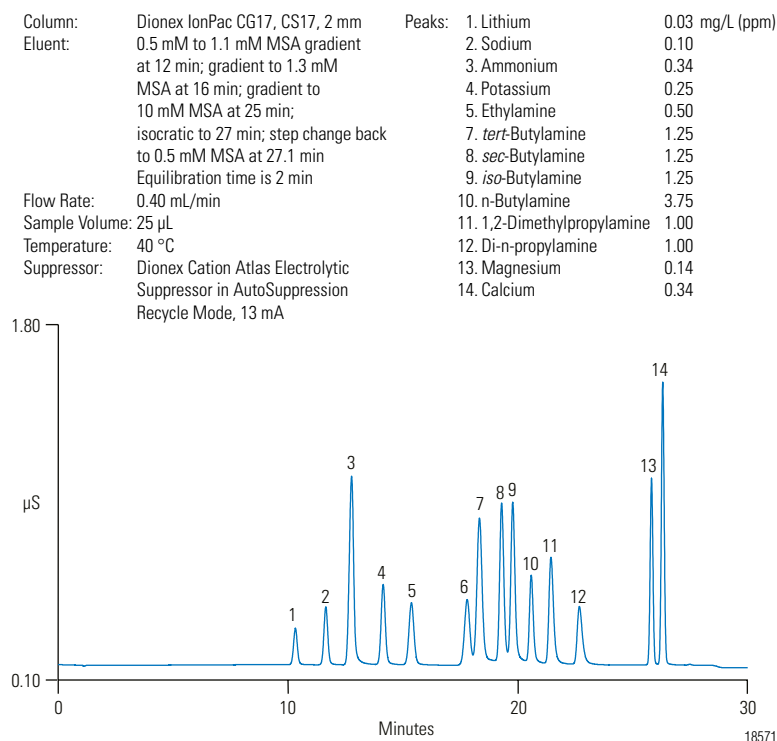 Column: Dionex IonPac CG17, CS17, 2 mm
Eluent: 0.5 mM to 1.1 mM MSA gradient
at 12 min; gradient to 1.3 mM
MSA at 16 min; gradient to
10 mM MSA at 25 min;
isocratic to 27 min; step change back
to 0.5 mM MSA at 27.1 min
Equilibration time is 2 min
Flow Rate: 0.40 mL/min
Sample Volume: 25 µL
Temperature: 40 °C
Suppressor: Dionex Cation Atlas Electrolytic
Suppressor in AutoSuppression
Recycle Mode, 13 mA
Peaks: 1. Lithium 0.03 mg/L (ppm)
2. Sodium 0.10
3. Ammonium 0.34
4. Potassium 0.25
5. Ethylamine 0.50
7. tert-Butylamine 1.25
8. sec-Butylamine 1.25
9. iso-Butylamine 1.25
10. n-Butylamine 3.75
11. 1,2-Dimethylpropylamine 1.00
12. Di-n-propylamine 1.00
13. Magnesium 0.14
14. Calcium 0.34
1.80
µS
0.10
1
2
3
4
5
6
7
8
9
10
11
12
13
14
0
10
20
30
Minutes
18571